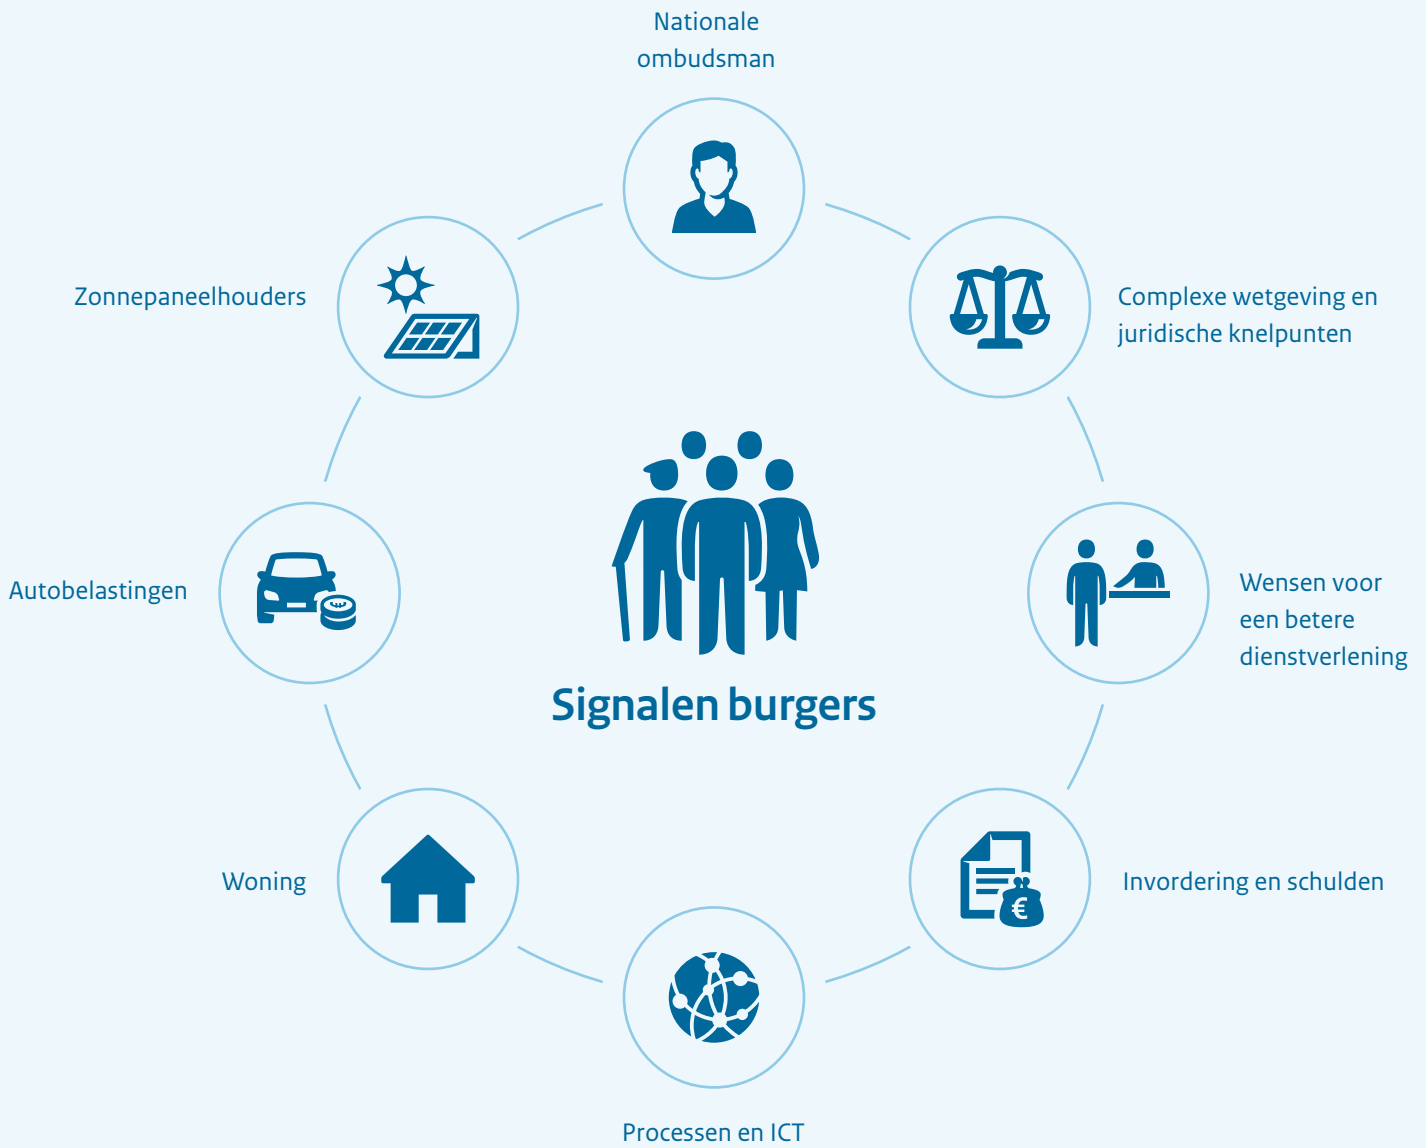 Nationale
ombudsman
Zonnepaneelhouders
Complexe wetgeving en
juridische knelpunten
Autobelastingen
Wensen voor
een betere
dienstverlening
Signalen burgers
Woning
€
Invordering en schulden
Processen en ICT